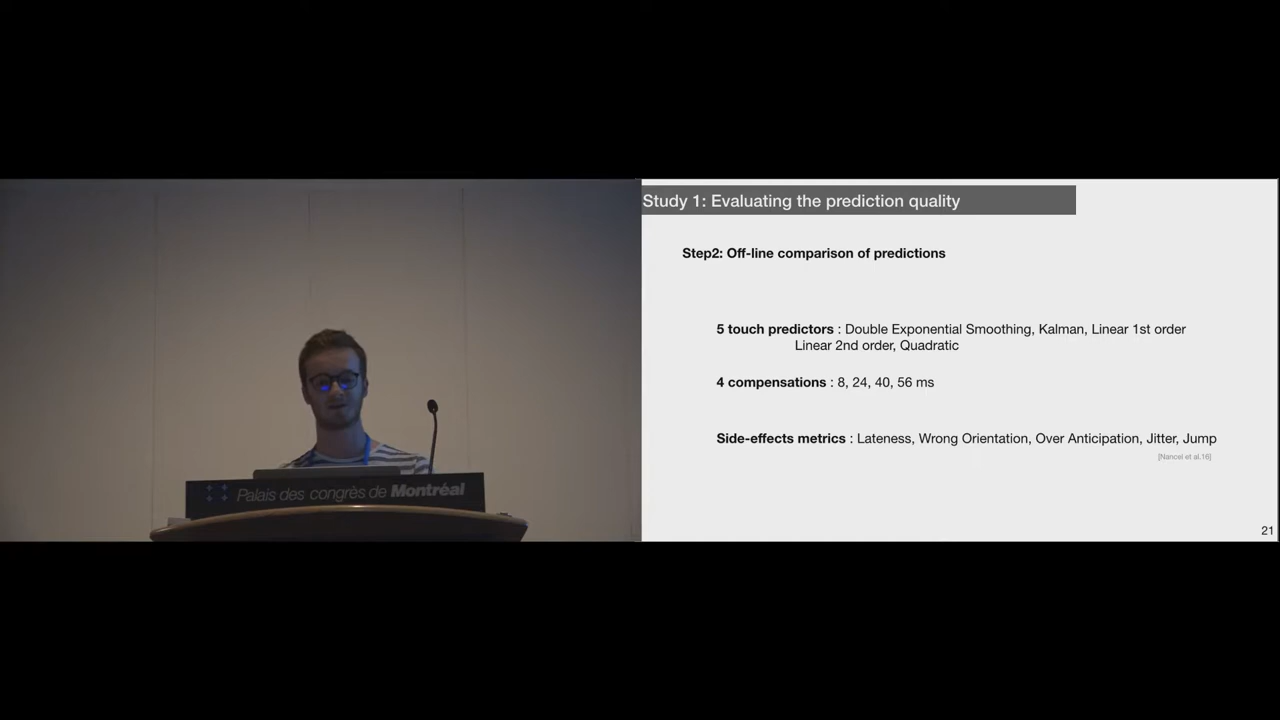 Palais des congrès de Montréal
Study 1: Evaluating the prediction quality
Step2: Off-line comparison of predictions
5 touch predictors : Double Exponential Smoothing, Kalman, Linear 1st order
Linear 2nd order, Quadratic
4 compensations : 8, 24, 40, 56 ms
Side-effects metrics : Lateness, Wrong Orientation, Over Anticipation, Jitter, Jump
[Nancel et al.16]
21